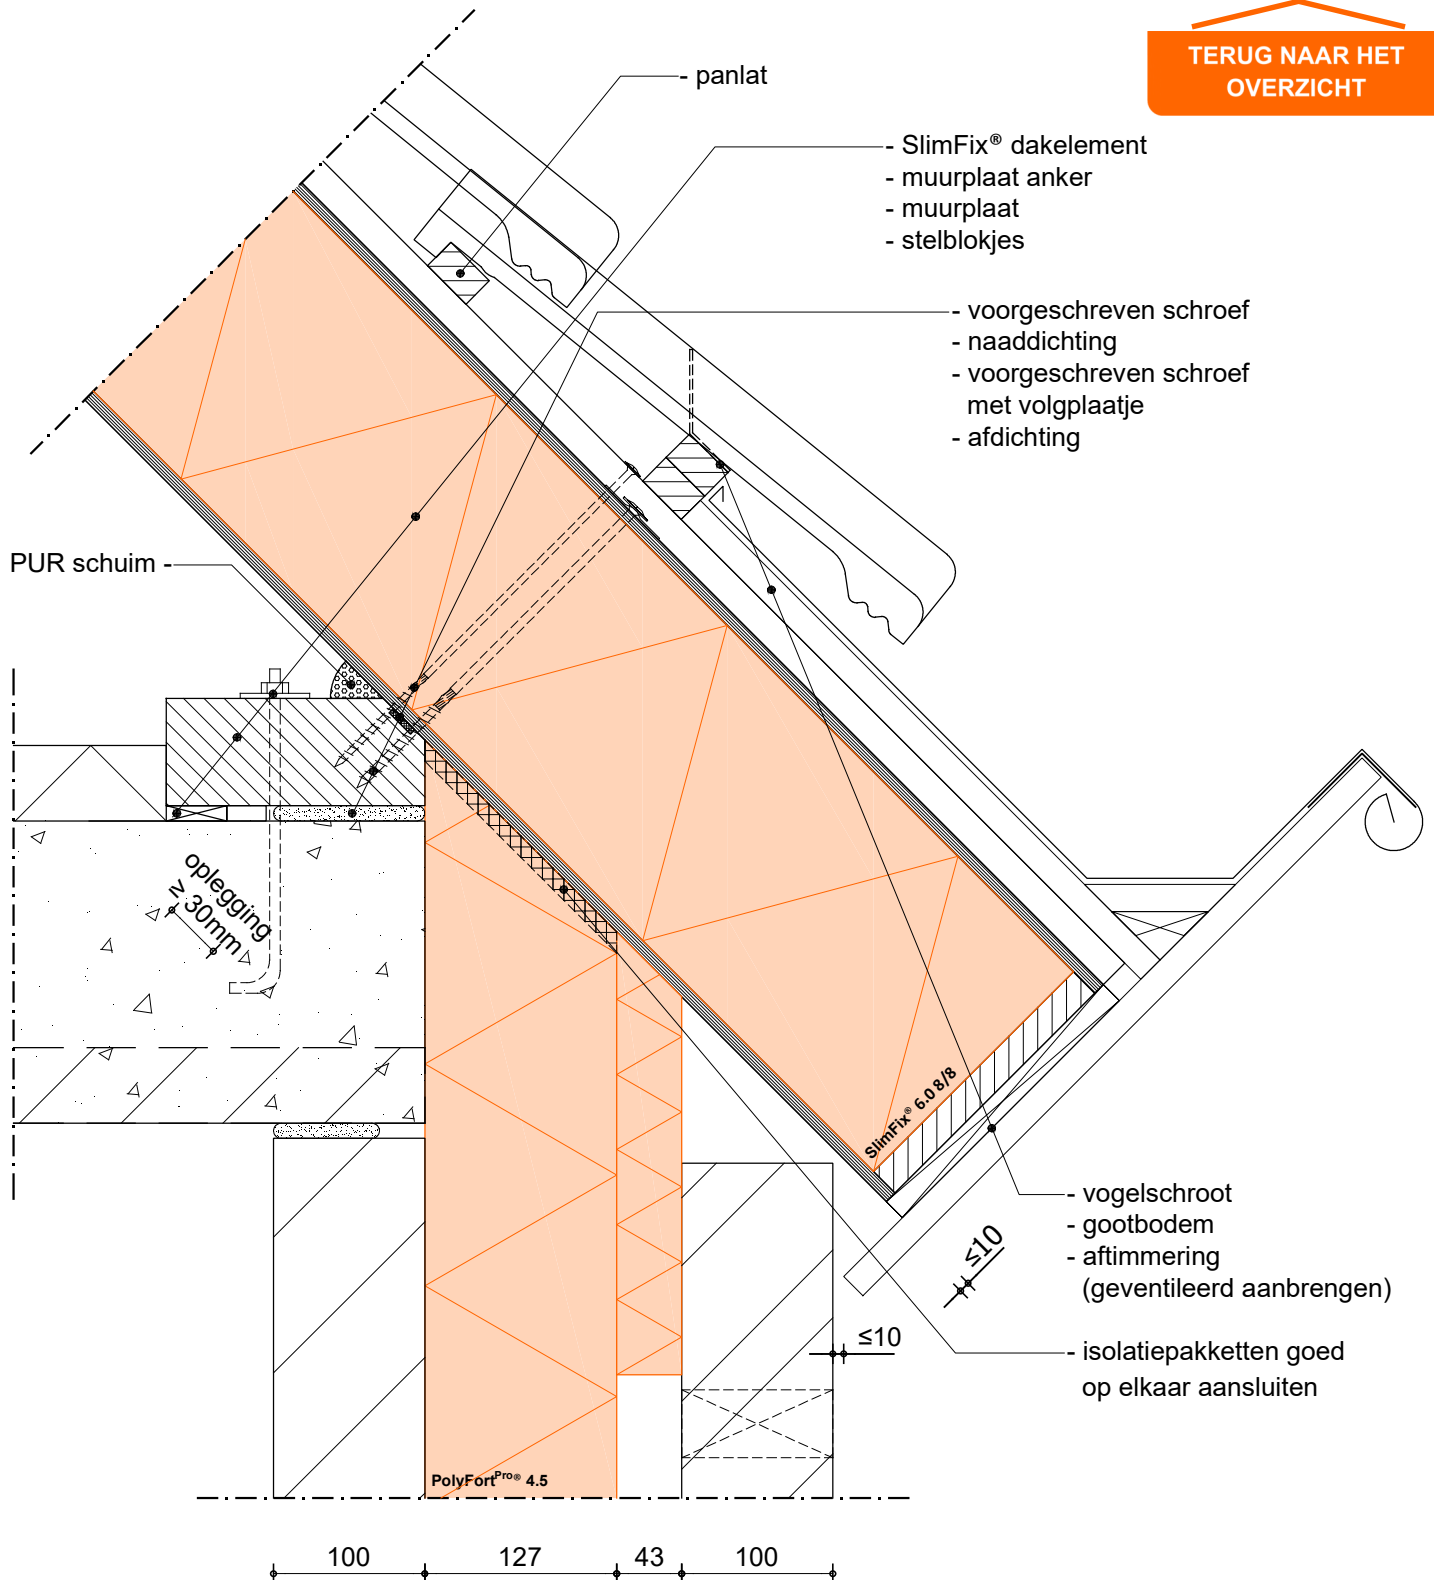 TERUG NAAR HET
OVERZICHT
- panlat
- SlimFix® dakelement
- muurplaat anker
- muurplaat
- stelblokjes
- voorgeschreven schroef
- naaddichting
- voorgeschreven schroef
met volgplaatje
- afdichting
PUR schuim -
oplegging
≥ 30mm
SlimFix® 6.0 8/8
- vogelschroot
- gootbodem
- aftimmering
(geventileerd aanbrengen)
≤10
≤10
- isolatiepakketten goed
op elkaar aansluiten
PolyFort Pro® 4.5
100 127 43 100